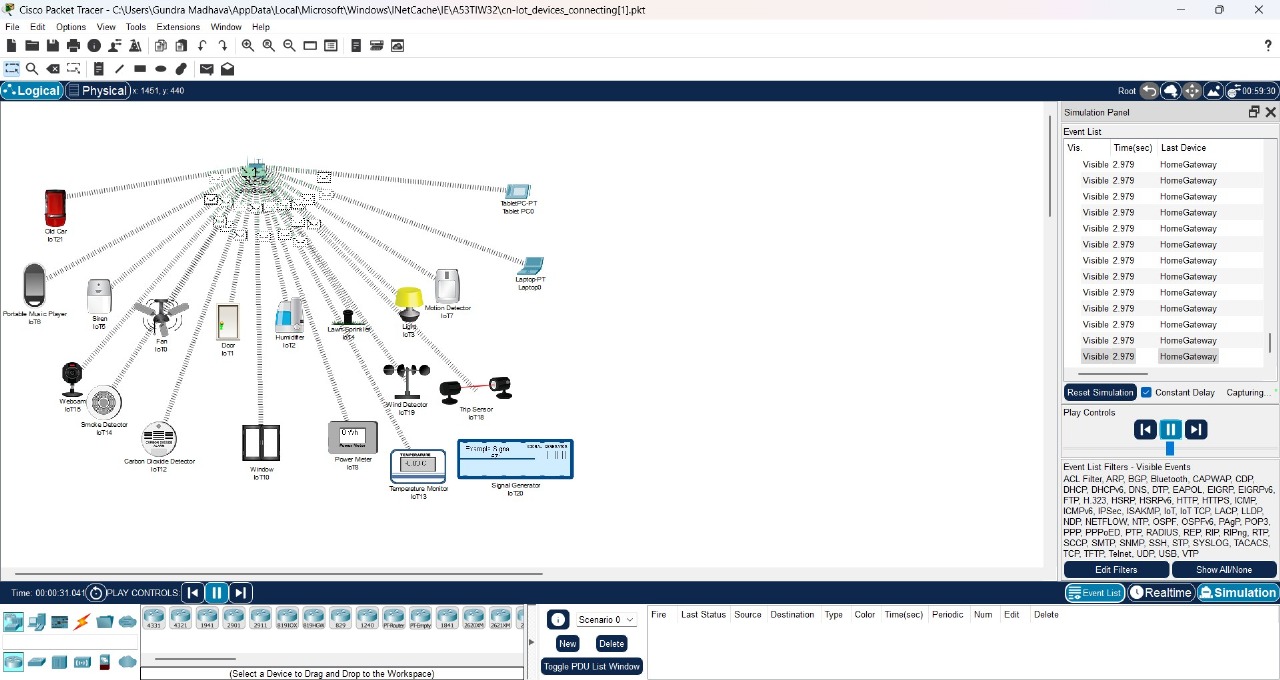 Cisco Packet Tracer - C:\Users\Gundra Madhava\AppData\Local\Microsoft\Windows\INetCache\IE\A53TIW32\cn-Iot_devices_connecting[1].pkt
File Edit Options View Tools Extensions Window Help
?
Logical Physical x: 1451, y: 440 Root 00:59:30
Simulation Panel
Event List
Vis. Time(sec) Last Device
Visible 2.979 HomeGateway
Visible 2.979 HomeGateway
Visible 2.979 HomeGateway
Visible 2.979 HomeGateway
Visible 2.979 HomeGateway
Visible 2.979 HomeGateway
Visible 2.979 HomeGateway
Visible 2.979 HomeGateway
Visible 2.979 HomeGateway
Visible 2.979 HomeGateway
Visible 2.979 HomeGateway
Visible 2.979 HomeGateway
Visible 2.979 HomeGateway
Reset Simulation Constant Delay Capturing...
Play Controls
Event List Filters - Visible Events
ACL Filter, ARP, BGP, Bluetooth, CAPWAP, CDP,
DHCP, DHCPv6, DNS, DTP, EAPOL, EIGRP, EIGRPv6,
FTP, H.323, HSRP, HSRPv6, HTTP, HTTPS, ICMP,
ICMPv6, IPSec, ISAKMP, IoT, IoT TCP, LACP, LLDP,
NDP, NETFLOW, NTP, OSPF, OSPFv6, PAgP, POP3,
PPP, PPPoED, PTP, RADIUS, REP, RIP, RIPng, RTP,
SCCP, SMTP, SNMP, SSH, STP, SYSLOG, TACACS,
TCP, TFTP, Telnet, UDP, USB, VTP
Edit Filters Show All/None
Event List Realtime Simulation
TabletPC-PT
Tablet PC0
Old Car
IoT21
Laptop-PT
Laptop0
Portable Music Player
IoT6
Siren
IoT5
Fan
IoT0
Door
IoT1
Humidifier
IoT2
Lawn Sprinkler
IoT4
Light
IoT3
Motion Detector
IoT7
Webcam
IoT15
Smoke Detector
IoT14
Wind Detector
IoT19
Trip Sensor
IoT18
CARBON DIOXIDE
Carbon Dioxide Detector
IoT12
Window
IoT10
0 Wh
Power Meter
Power Meter
IoT9
TEMPERATURE
Temperature Monitor
IoT13
Example Signal
SIGNAL GENERATOR
Signal Generator
IoT20
Time: 00:00:31.041 PLAY CONTROLS:
4331 4321 1941 2901 2911 819IOX 819HGW 829 1240 PT-Router PT-Empty 1841 2620XM 2621XM
(Select a Device to Drag and Drop to the Workspace)
Scenario 0
New Delete
Toggle PDU List Window
Fire Last Status Source Destination Type Color Time(sec) Periodic Num Edit Delete